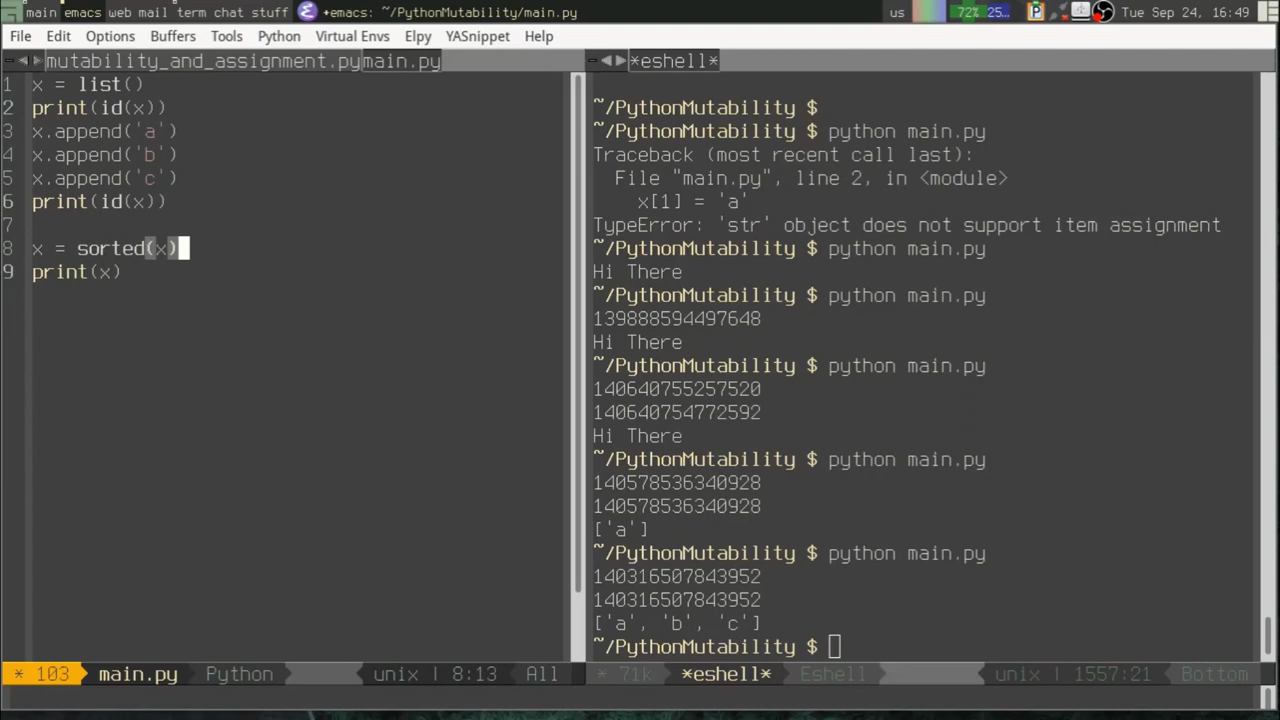 main emacs web mail term chat stuff +emacs: ~/PythonMutability/main.py us 72% 25... Tue Sep 24, 16:49
File Edit Options Buffers Tools Python Virtual Envs Elpy YASnippet Help
mutability_and_assignment.py main.py
1 x = list()
2 print(id(x))
3 x.append('a')
4 x.append('b')
5 x.append('c')
6 print(id(x))
7
8 x = sorted(x)
9 print(x)
* 103 main.py Python unix | 8:13 All
*eshell*
~/PythonMutability $
~/PythonMutability $ python main.py
Traceback (most recent call last):
File "main.py", line 2, in <module>
x[1] = 'a'
TypeError: 'str' object does not support item assignment
~/PythonMutability $ python main.py
Hi There
~/PythonMutability $ python main.py
139888594497648
Hi There
~/PythonMutability $ python main.py
140640755257520
140640754772592
Hi There
~/PythonMutability $ python main.py
140578536340928
140578536340928
['a']
~/PythonMutability $ python main.py
140316507843952
140316507843952
['a', 'b', 'c']
~/PythonMutability $
* 71k *eshell* Eshell unix | 1557:21 Bottom